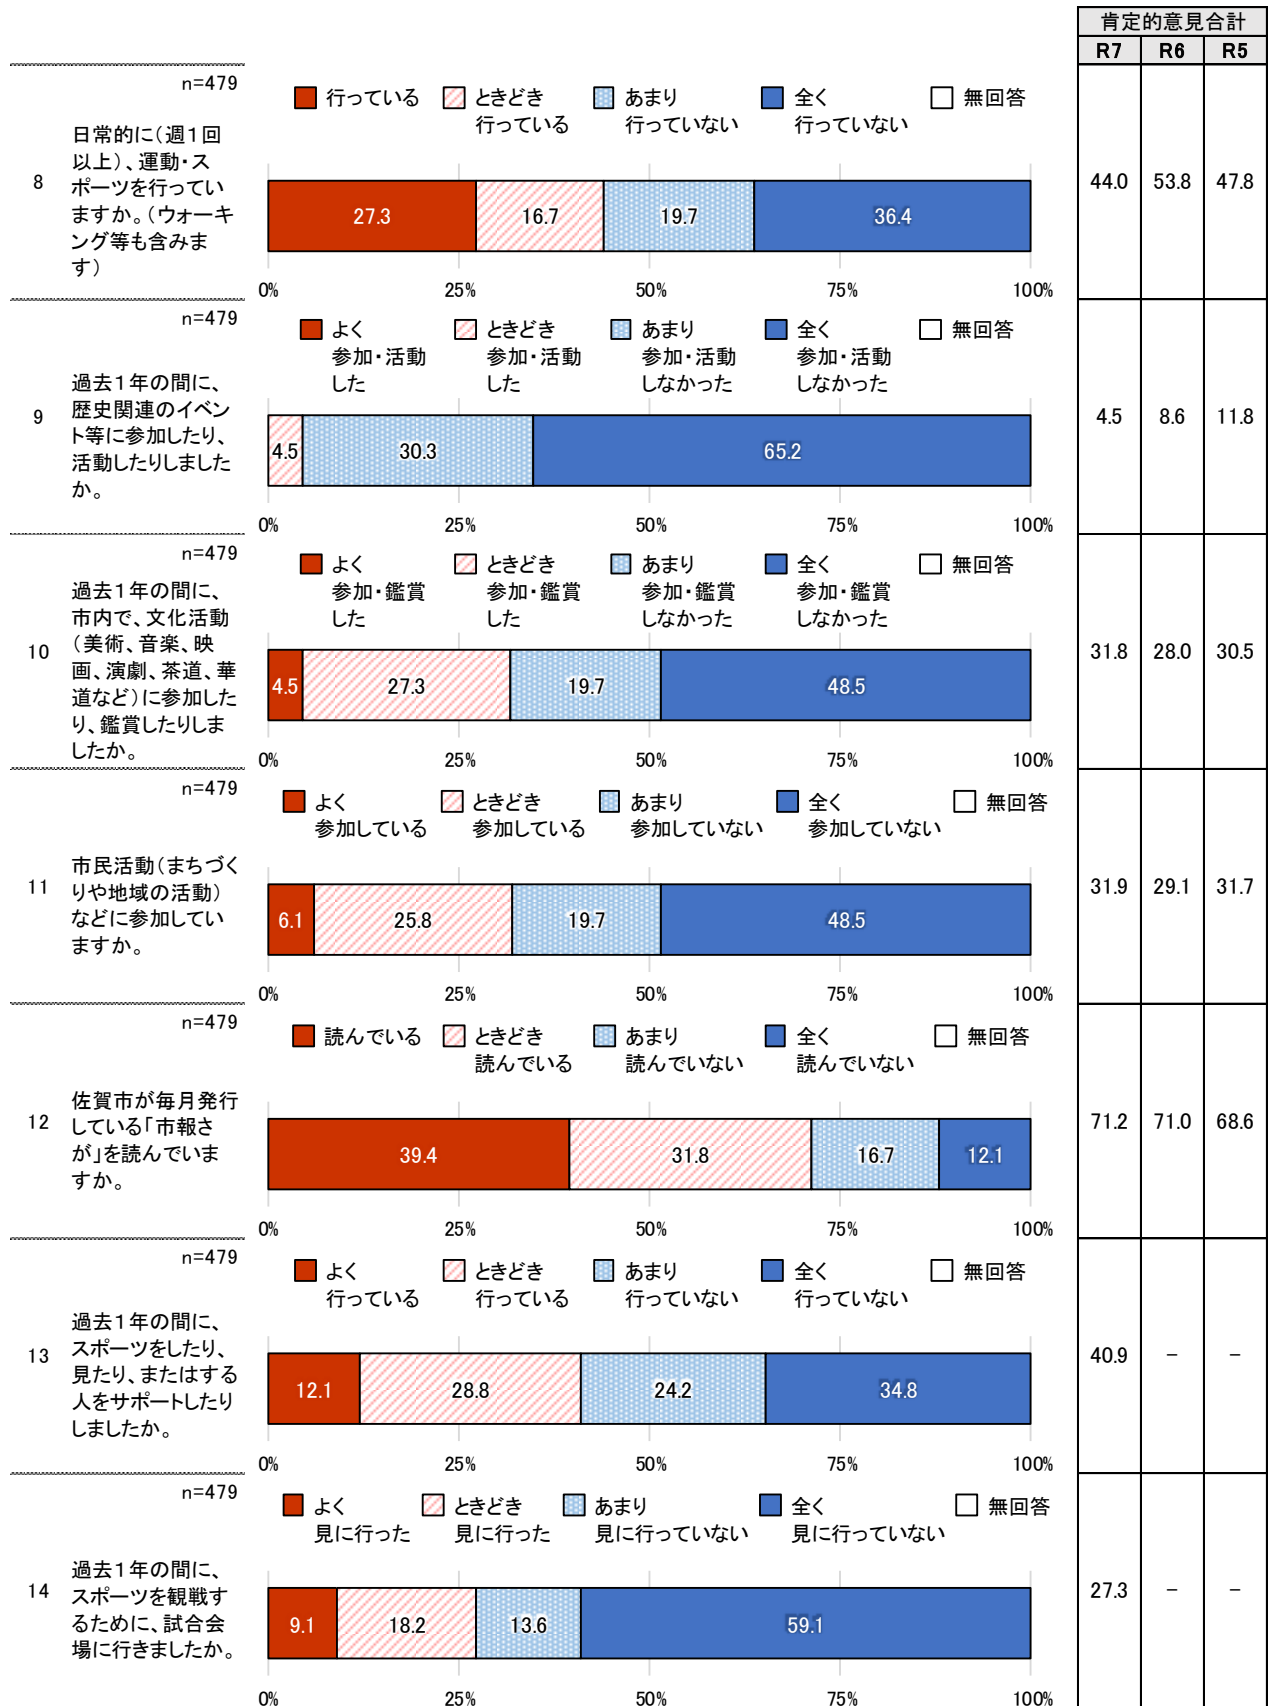 肯定的意見合計
R7 R6 R5
n=479
行っている ときどき あまり 全く 無回答
行っている 行っていない 行っていない
8
日常的に(週1回
以上)、運動・ス
ポーツを行ってい
ますか。(ウォーキ
ング等も含みま
す)
27.3 16.7 19.7 36.4
44.0 53.8 47.8
0% 25% 50% 75% 100%
n=479
よく ときどき あまり 全く 無回答
参加・活動 参加・活動 参加・活動 参加・活動
した した しなかった しなかった
9
過去1年の間に、
歴史関連のイベン
ト等に参加したり、
活動したりしました
か。
4.5 30.3 65.2
4.5 8.6 11.8
0% 25% 50% 75% 100%
n=479
よく ときどき あまり 全く 無回答
参加・鑑賞 参加・鑑賞 参加・鑑賞 参加・鑑賞
した した しなかった しなかった
10
過去1年の間に、
市内で、文化活動
(美術、音楽、映
画、演劇、茶道、華
道など)に参加した
り、鑑賞したりしま
したか。
4.5 27.3 19.7 48.5
31.8 28.0 30.5
0% 25% 50% 75% 100%
n=479
よく ときどき あまり 全く 無回答
参加している 参加している 参加していない 参加していない
11
市民活動(まちづく
りや地域の活動)
などに参加してい
ますか。
6.1 25.8 19.7 48.5
31.9 29.1 31.7
0% 25% 50% 75% 100%
n=479
読んでいる ときどき あまり 全く 無回答
読んでいる 読んでいない 読んでいない
12
佐賀市が毎月発行
している「市報さ
が」を読んでいま
すか。
39.4 31.8 16.7 12.1
71.2 71.0 68.6
0% 25% 50% 75% 100%
n=479
よく ときどき あまり 全く 無回答
行っている 行っている 行っていない 行っていない
13
過去1年の間に、
スポーツをしたり、
見たり、またはする
人をサポートしたり
しましたか。
12.1 28.8 24.2 34.8
40.9 － －
0% 25% 50% 75% 100%
n=479
よく ときどき あまり 全く 無回答
見に行った 見に行った 見に行っていない 見に行っていない
14
過去1年の間に、
スポーツを観戦す
るために、試合会
場に行きましたか。
9.1 18.2 13.6 59.1
27.3 － －
0% 25% 50% 75% 100%